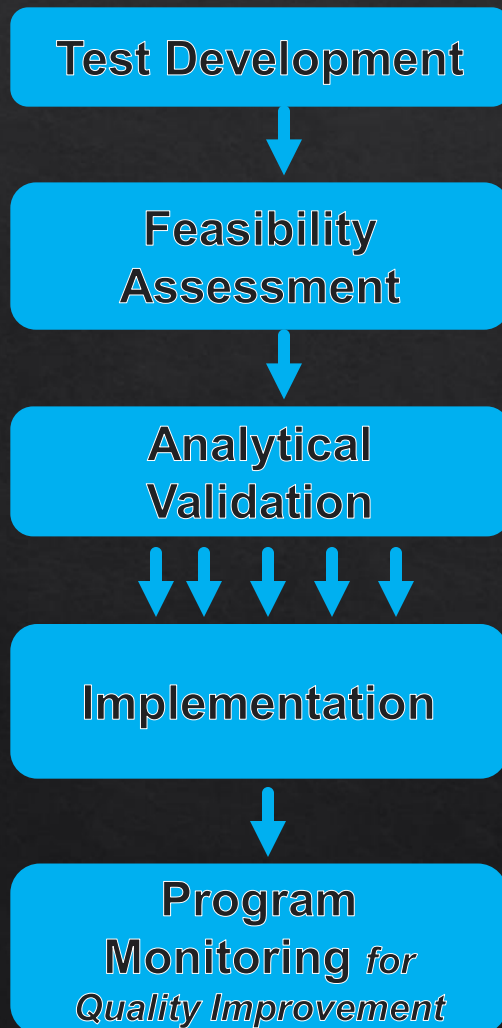 Test Development
Feasibility
Assessment
Analytical
Validation
Implementation
Program
Monitoring for
Quality Improvement